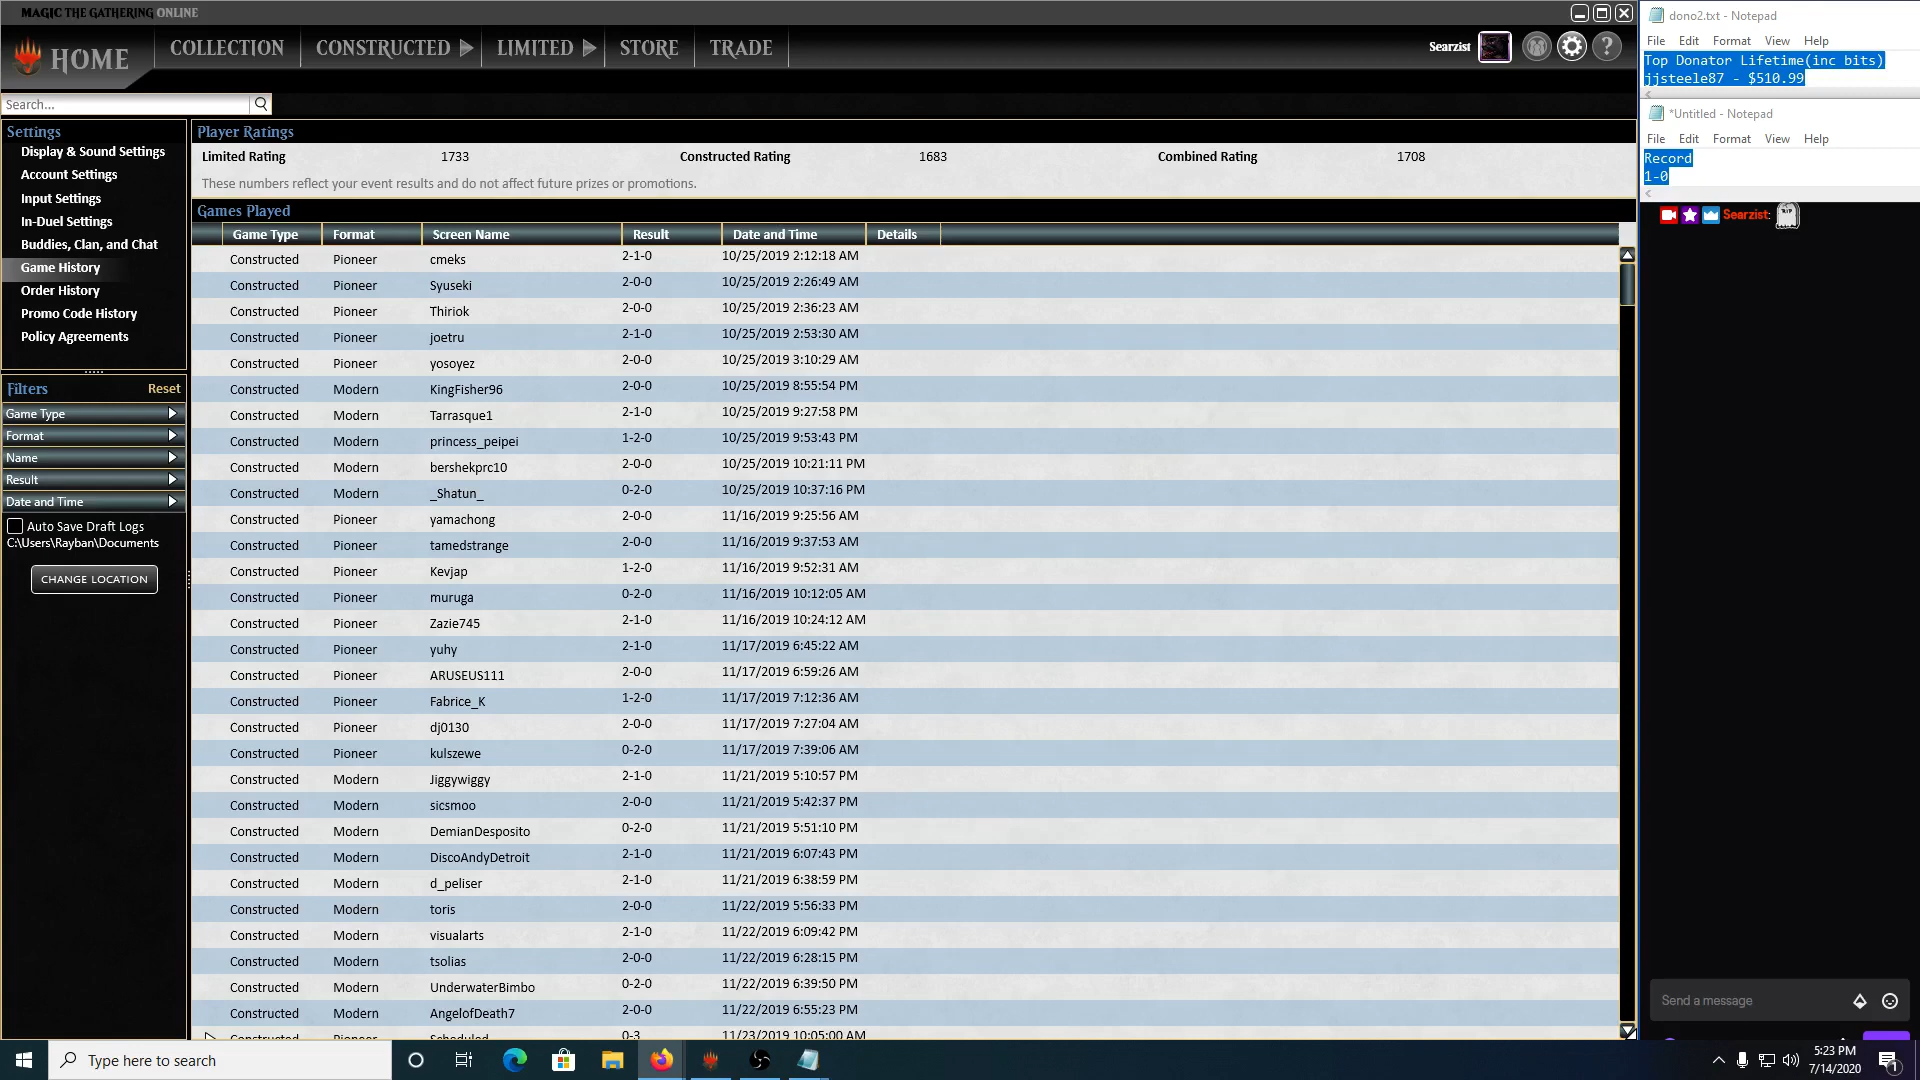 MAGIC THE GATHERING ONLINE
HOME
COLLECTION
CONSTRUCTED
LIMITED
STORE
TRADE
Searzist
?
Search...
Settings
Display & Sound Settings
Account Settings
Input Settings
In-Duel Settings
Buddies, Clan, and Chat
Game History
Order History
Promo Code History
Policy Agreements
Filters Reset
Game Type
Format
Name
Result
Date and Time
Auto Save Draft Logs
C:\Users\Rayban\Documents
CHANGE LOCATION
Player Ratings
Limited Rating 1733 Constructed Rating 1683 Combined Rating 1708
These numbers reflect your event results and do not affect future prizes or promotions.
Games Played
Game Type Format Screen Name Result Date and Time Details
Constructed Pioneer cmeks 2-1-0 10/25/2019 2:12:18 AM
Constructed Pioneer Syuseki 2-0-0 10/25/2019 2:26:49 AM
Constructed Pioneer Thiriok 2-0-0 10/25/2019 2:36:23 AM
Constructed Pioneer joetru 2-1-0 10/25/2019 2:53:30 AM
Constructed Pioneer yosoyez 2-0-0 10/25/2019 3:10:29 AM
Constructed Modern KingFisher96 2-0-0 10/25/2019 8:55:54 PM
Constructed Modern Tarrasque1 2-1-0 10/25/2019 9:27:58 PM
Constructed Modern princess_peipei 1-2-0 10/25/2019 9:53:43 PM
Constructed Modern bershekprc10 2-0-0 10/25/2019 10:21:11 PM
Constructed Modern _Shatun_ 0-2-0 10/25/2019 10:37:16 PM
Constructed Pioneer yamachong 2-0-0 11/16/2019 9:25:56 AM
Constructed Pioneer tamedstrange 2-0-0 11/16/2019 9:37:53 AM
Constructed Pioneer Kevjap 1-2-0 11/16/2019 9:52:31 AM
Constructed Pioneer muruga 0-2-0 11/16/2019 10:12:05 AM
Constructed Pioneer Zazie745 2-1-0 11/16/2019 10:24:12 AM
Constructed Pioneer yuhy 2-1-0 11/17/2019 6:45:22 AM
Constructed Pioneer ARUSEUS111 2-0-0 11/17/2019 6:59:26 AM
Constructed Pioneer Fabrice_K 1-2-0 11/17/2019 7:12:36 AM
Constructed Pioneer dj0130 2-0-0 11/17/2019 7:27:04 AM
Constructed Pioneer kulszewe 0-2-0 11/17/2019 7:39:06 AM
Constructed Modern Jiggywiggy 2-1-0 11/21/2019 5:10:57 PM
Constructed Modern sicsmoo 2-0-0 11/21/2019 5:42:37 PM
Constructed Modern DemianDesposito 0-2-0 11/21/2019 5:51:10 PM
Constructed Modern DiscoAndyDetroit 2-1-0 11/21/2019 6:07:43 PM
Constructed Modern d_peliser 2-1-0 11/21/2019 6:38:59 PM
Constructed Modern toris 2-0-0 11/22/2019 5:56:33 PM
Constructed Modern visualarts 2-1-0 11/22/2019 6:09:42 PM
Constructed Modern tsolias 2-0-0 11/22/2019 6:28:15 PM
Constructed Modern UnderwaterBimbo 0-2-0 11/22/2019 6:39:50 PM
Constructed Modern AngelofDeath7 2-0-0 11/22/2019 6:55:23 PM
Constructed Pioneer Scheduled 0-3 11/23/2019 10:05:00 AM
dono2.txt - Notepad
File Edit Format View Help
Top Donator Lifetime(inc bits)
jjsteele87 - $510.99
*Untitled - Notepad
File Edit Format View Help
Record
1-0
Searzist:
RIP
Send a message
Type here to search
5:23 PM
7/14/2020
1